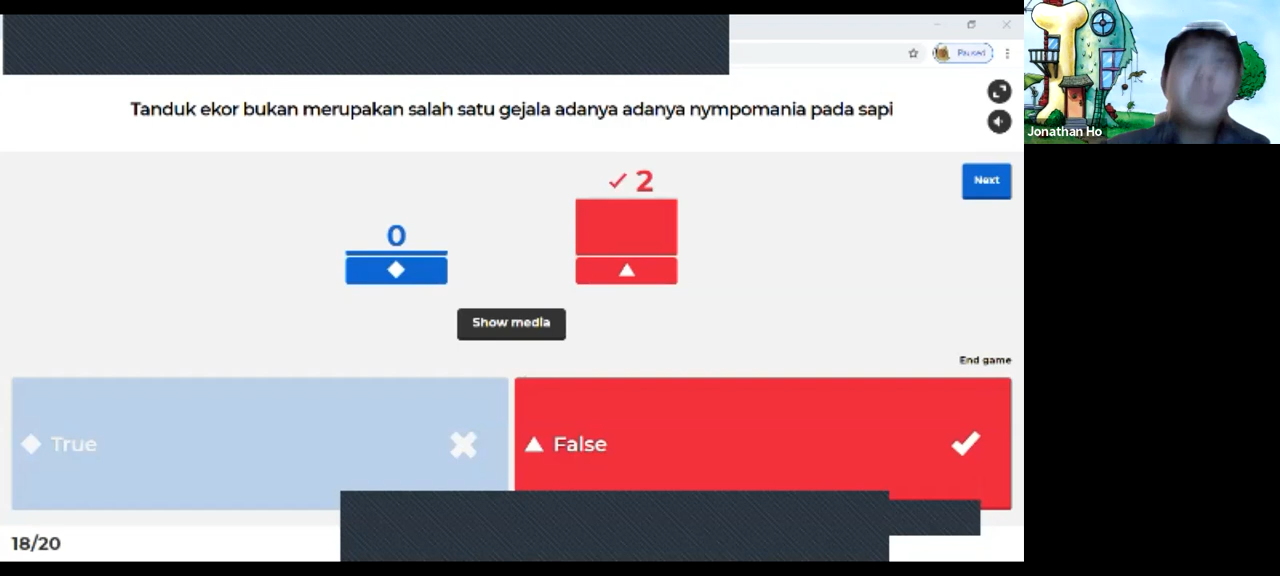 Paused
Tanduk ekor bukan merupakan salah satu gejala adanya adanya nympomania pada sapi
Jonathan Ho
Next
0
2
Show media
End game
True
False
18/20